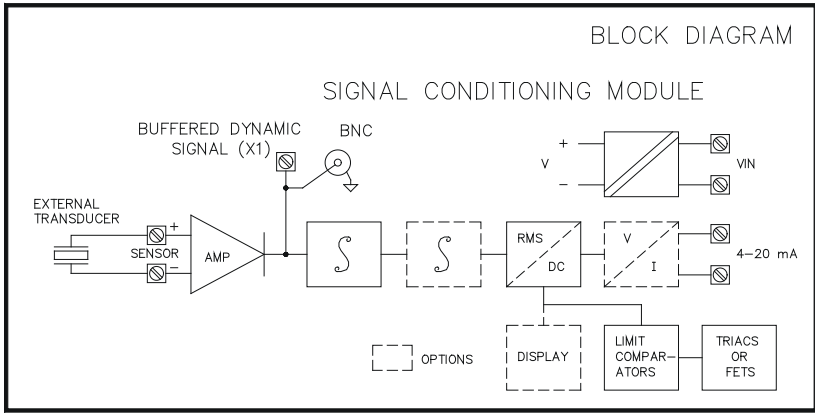 BLOCK DIAGRAM
SIGNAL CONDITIONING MODULE
BUFFERED DYNAMIC
SIGNAL (X1)
BNC
+
V
−
VIN
EXTERNAL
TRANSDUCER
+
SENSOR
−
AMP
∫
∫
RMS
DC
V
I
4−20 mA
OPTIONS
DISPLAY
LIMIT
COMPAR−
ATORS
TRIACS
OR
FETS